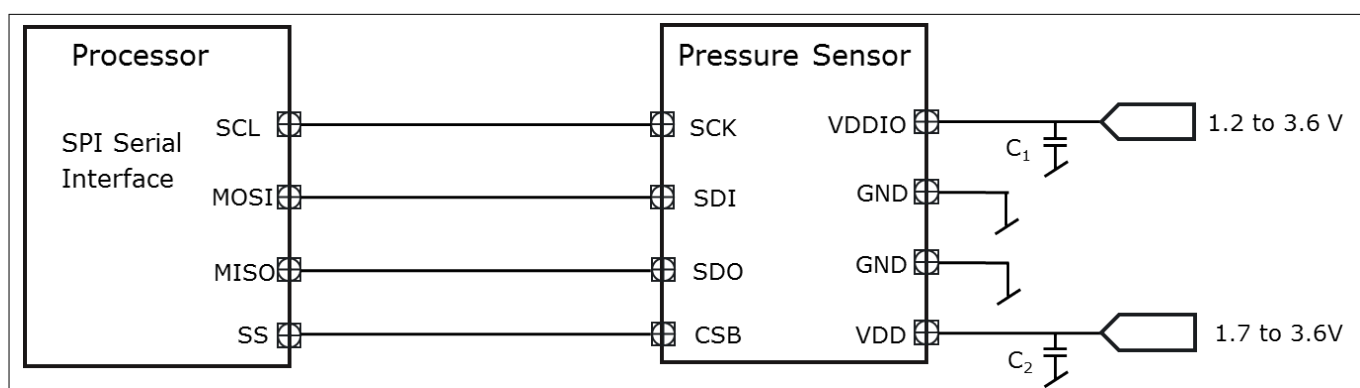 Processor
SPI Serial
Interface
SCL
MOSI
MISO
SS
Pressure Sensor
SCK
SDI
SDO
CSB
VDDIO
GND
GND
VDD
C1
C2
1.2 to 3.6 V
1.7 to 3.6V